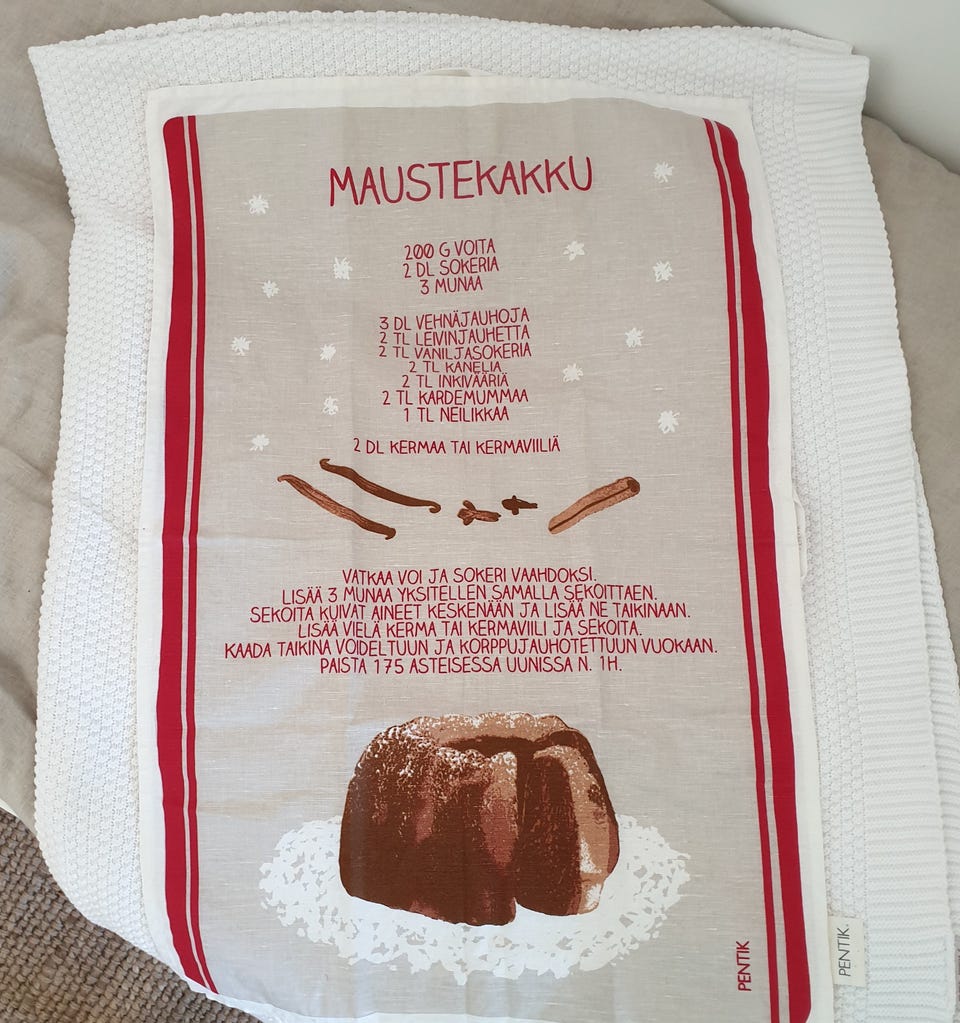 MAUSTEKAKKU
200 G VOITA
2 DL SOKERIA
3 MUNAA
3 DL VEHNÄJAUHOJA
2 TL LEIVINJAUHETTA
2 TL VANILJASOKERIA
2 TL KANELIA
2 TL INKIVÄÄRIÄ
2 TL KARDEMUMMAA
1 TL NEILIKKAA
2 DL KERMAA TAI KERMAVIILIÄ
VATKAA VOI JA SOKERI VAAHDOKSI.
LISÄÄ 3 MUNAA YKSITELLEN SAMALLA SEKOITTAEN.
SEKOITA KUIVAT AINEET KESKENÄÄN JA LISÄÄ NE TAIKINAAN.
LISÄÄ VIELÄ KERMA TAI KERMAVIILI JA SEKOITA.
KAADA TAIKINA VOIDELTUUN JA KORPPUJAUHOTETTUUN VUOKAAN.
PAISTA 175 ASTEISESSA UUNISSA N. 1H.
PENTIK
PENTIK.